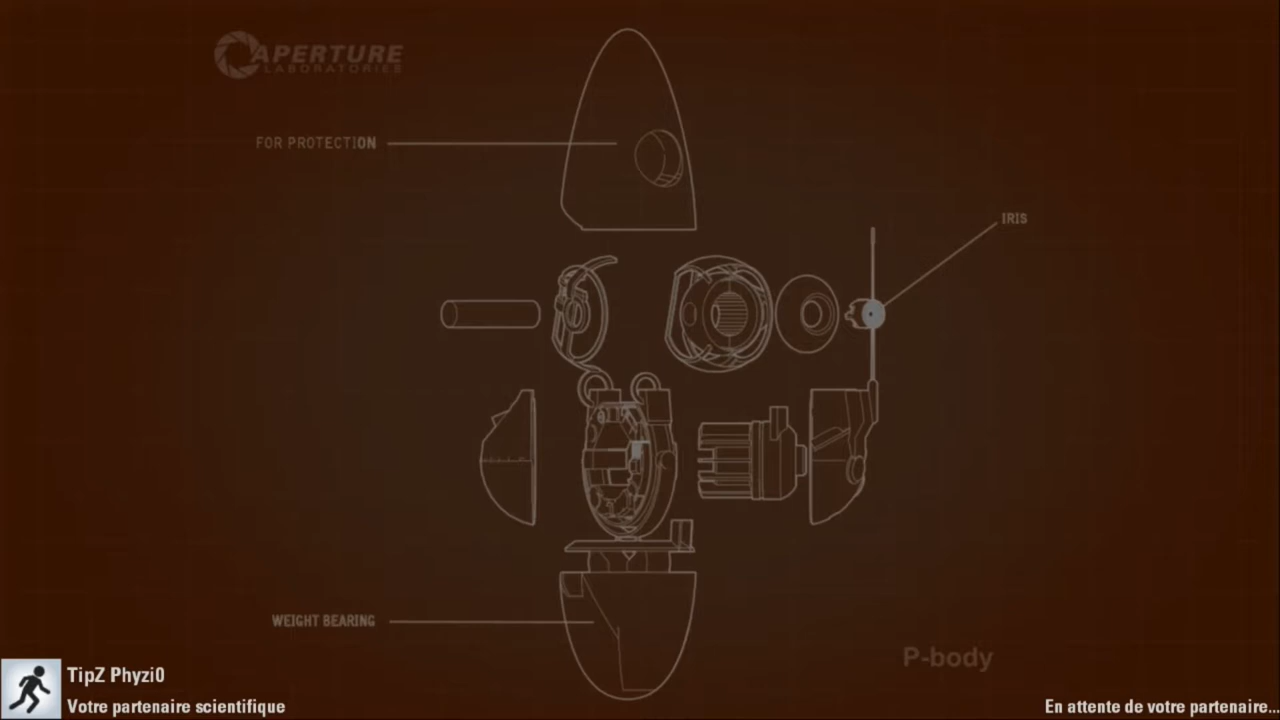 APERTURE
LABORATORIES
FOR PROTECTION
IRIS
WEIGHT BEARING
P-body
TipZ Phyzi0
Votre partenaire scientifique
En attente de votre partenaire...